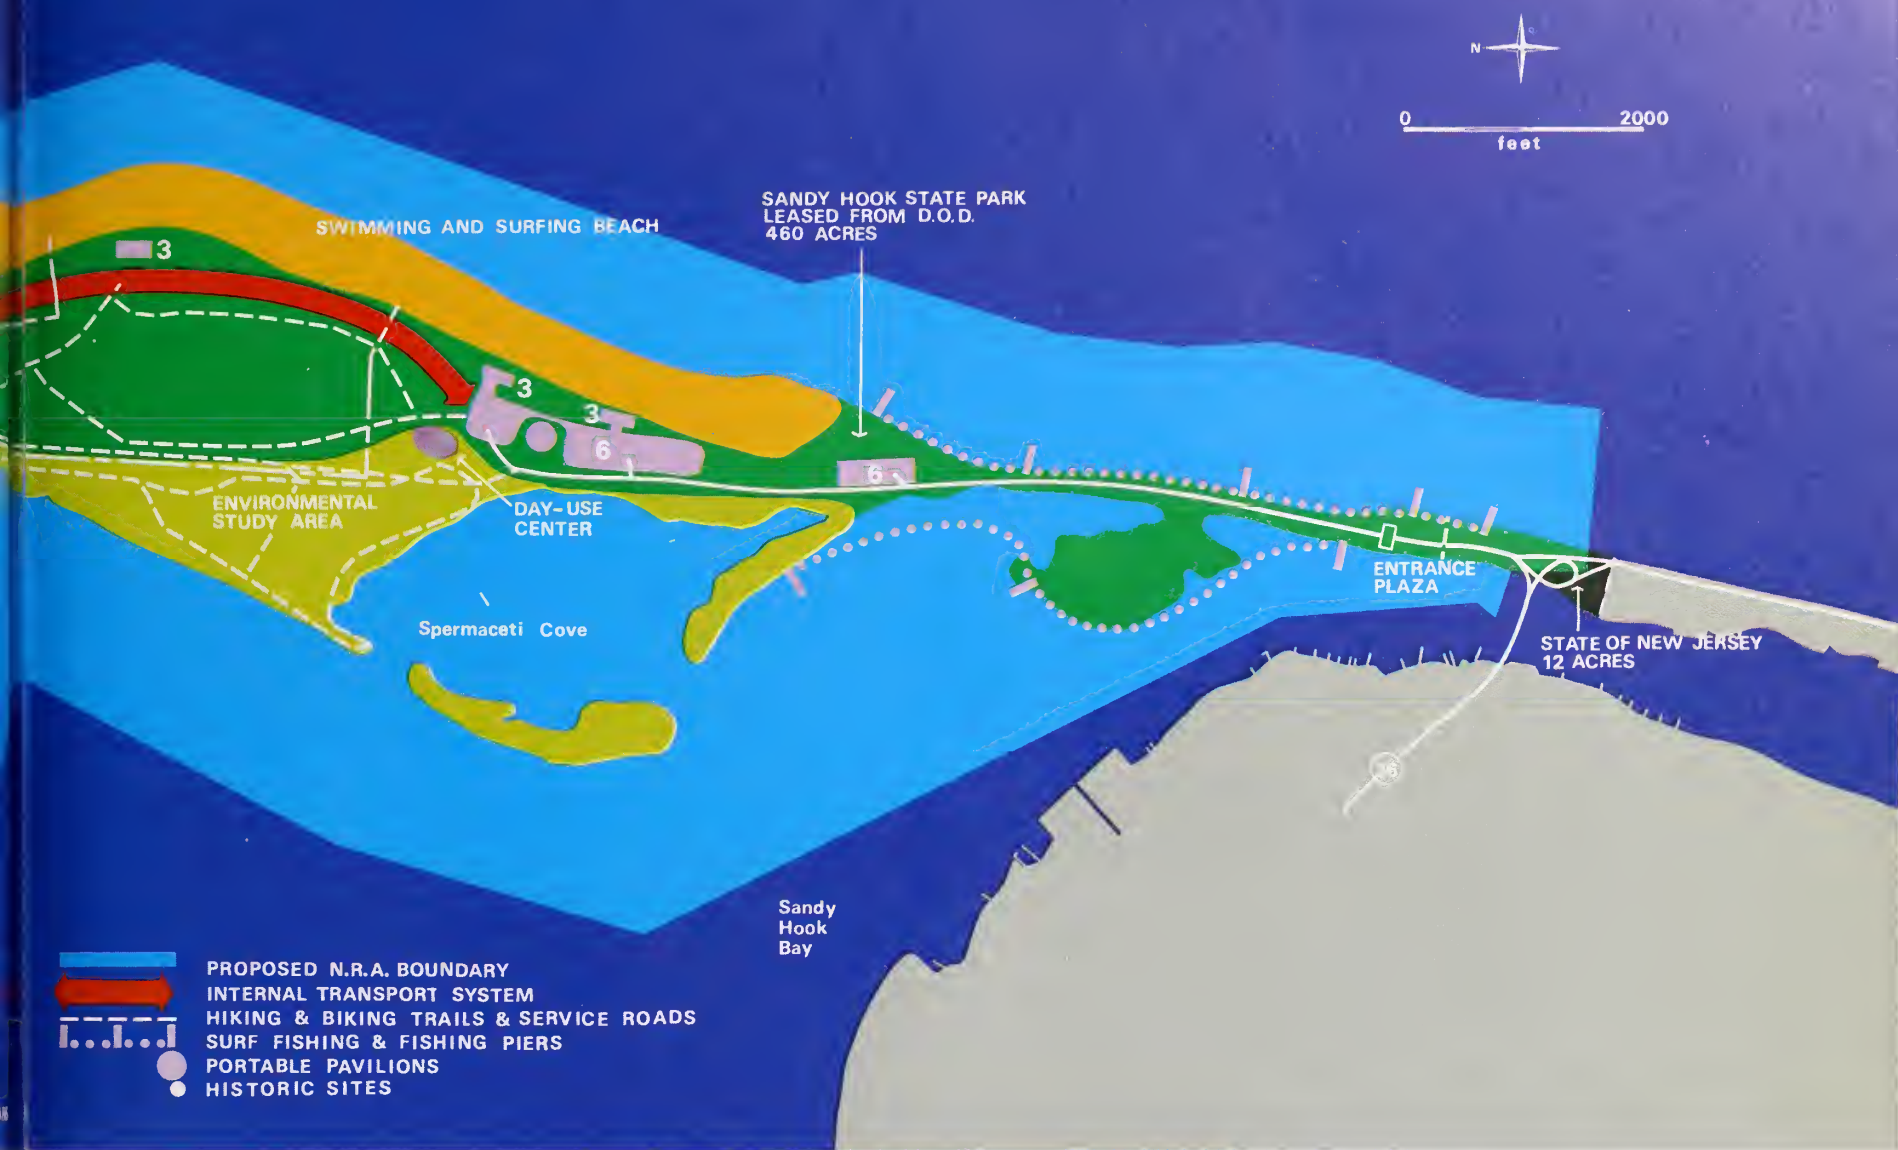 N
0 2000
feet
SANDY HOOK STATE PARK
LEASED FROM D.O.D.
460 ACRES
SWIMMING AND SURFING BEACH
3
3
3
6
6
ENVIRONMENTAL
STUDY AREA
DAY-USE
CENTER
ENTRANCE
PLAZA
Spermaceti Cove
STATE OF NEW JERSEY
12 ACRES
36
Sandy
Hook
Bay
PROPOSED N.R.A. BOUNDARY
INTERNAL TRANSPORT SYSTEM
HIKING & BIKING TRAILS & SERVICE ROADS
SURF FISHING & FISHING PIERS
PORTABLE PAVILIONS
HISTORIC SITES